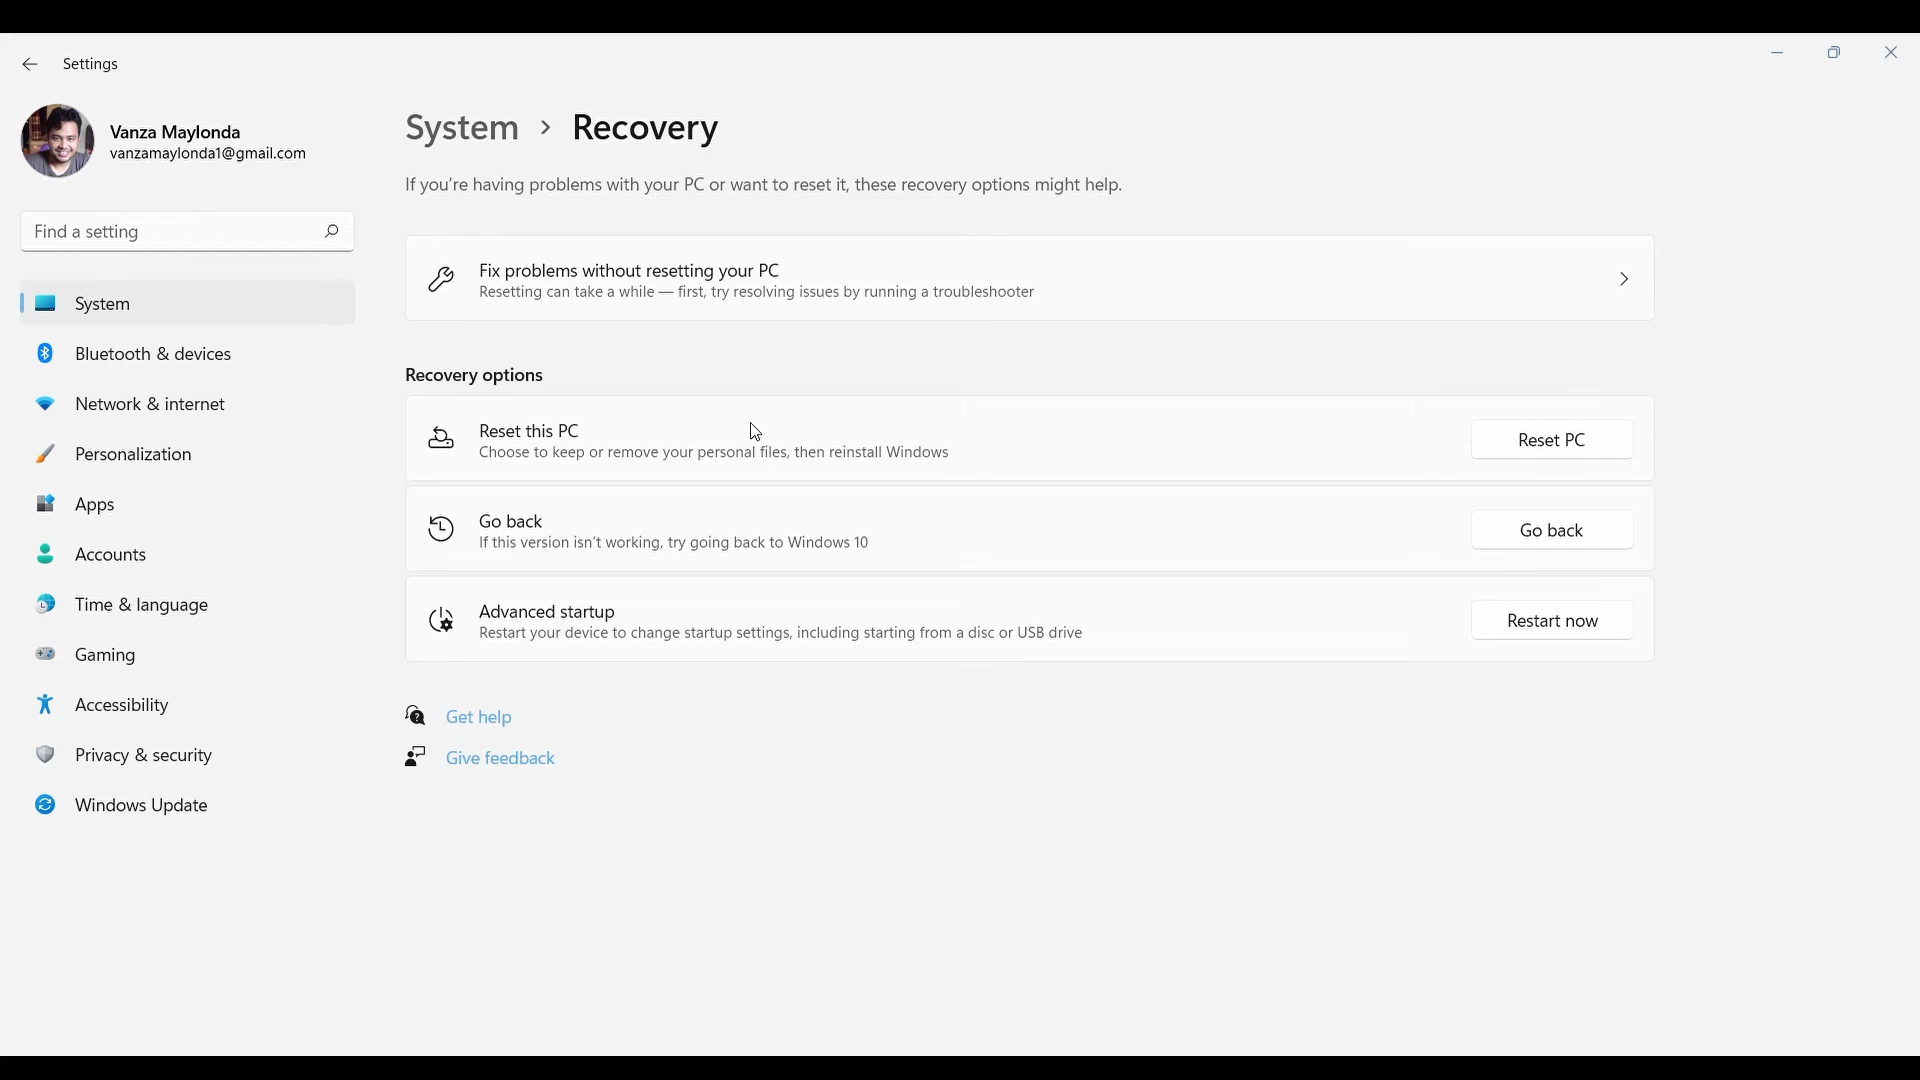 Settings
Vanza Maylonda
vanzamaylonda1@gmail.com
Find a setting
System
Bluetooth & devices
Network & internet
Personalization
Apps
Accounts
Time & language
Gaming
Accessibility
Privacy & security
Windows Update
System > Recovery
If you're having problems with your PC or want to reset it, these recovery options might help.
Fix problems without resetting your PC
Resetting can take a while — first, try resolving issues by running a troubleshooter
Recovery options
Reset this PC
Choose to keep or remove your personal files, then reinstall Windows
Reset PC
Go back
If this version isn't working, try going back to Windows 10
Go back
Advanced startup
Restart your device to change startup settings, including starting from a disc or USB drive
Restart now
Get help
Give feedback